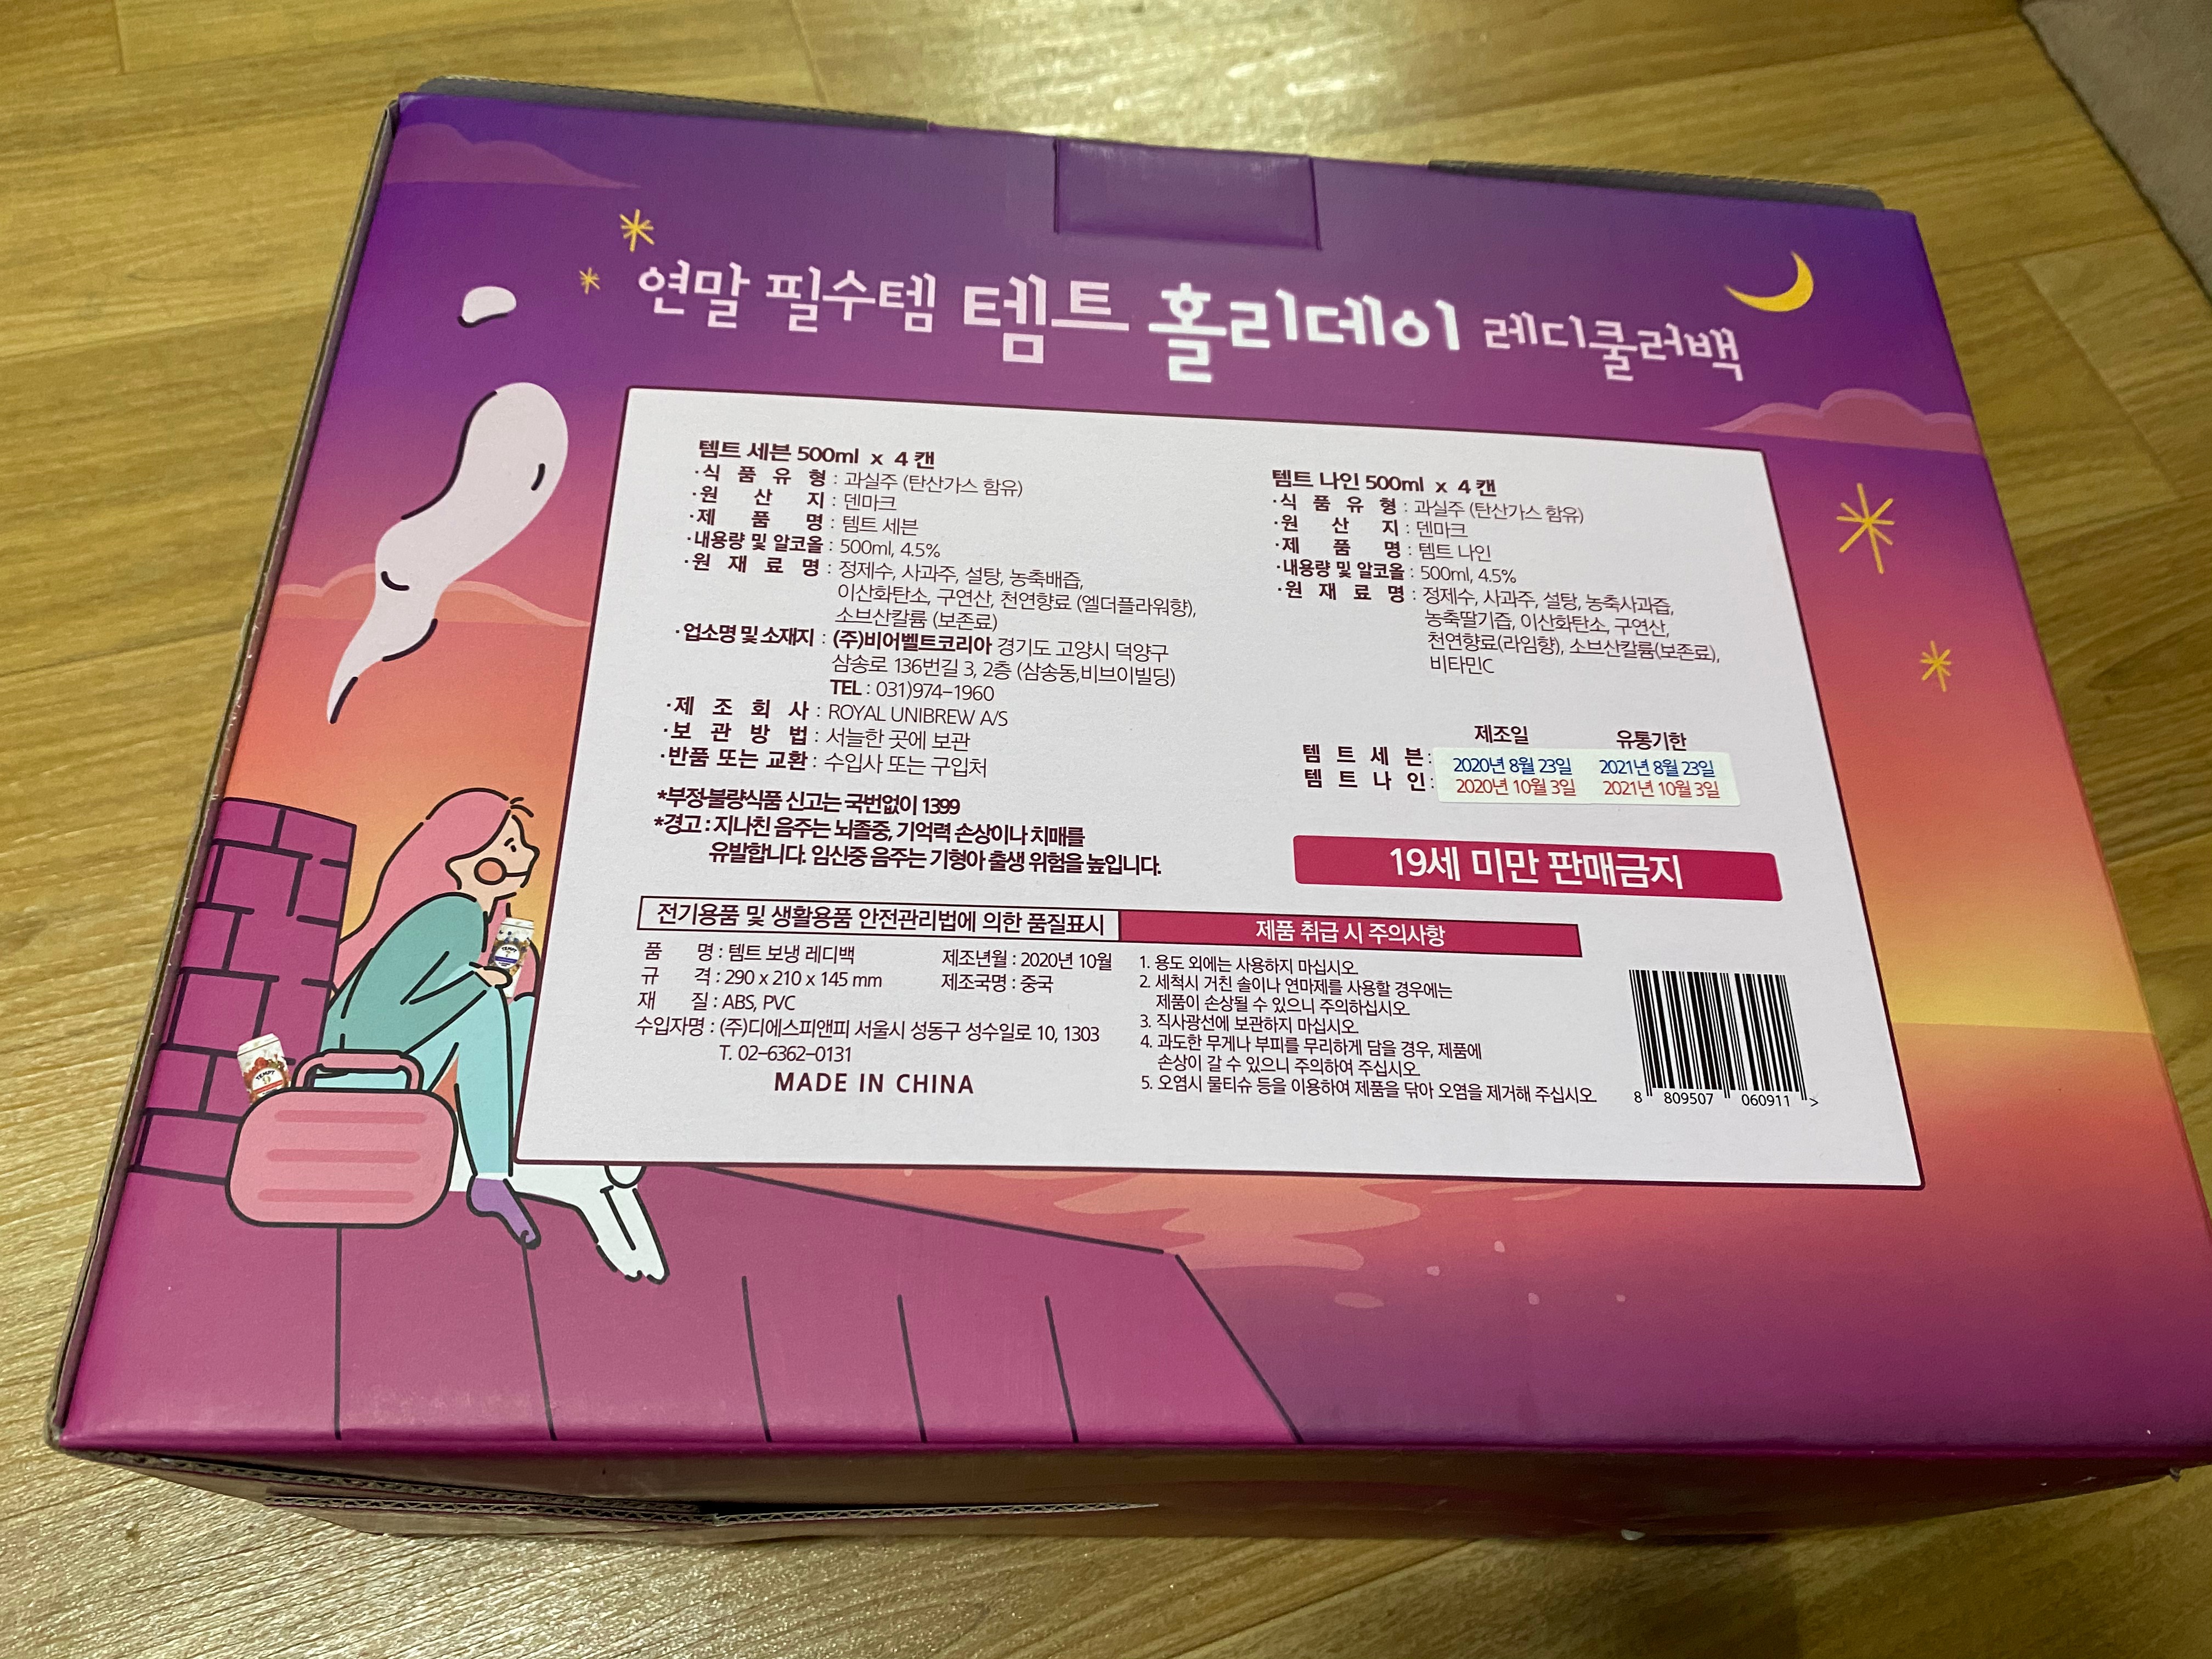 연말 필수템 템트 홀리데이 레디쿨러백
템트 세븐 500ml x 4 캔
·식 품 유 형 : 과실주 (탄산가스 함유)
·원 산 지 : 덴마크
·제 품 명 : 템트 세븐
·내용량 및 알코올 : 500ml, 4.5%
·원 재 료 명 : 정제수, 사과주, 설탕, 농축배즙,
이산화탄소, 구연산, 천연향료 (엘더플라워향),
소브산칼륨 (보존료)
·업소명 및 소재지 : (주)비어벨트코리아 경기도 고양시 덕양구
삼송로 136번길 3, 2층 (삼송동,비브이빌딩)
TEL : 031)974-1960
·제 조 회 사 : ROYAL UNIBREW A/S
·보 관 방 법 : 서늘한 곳에 보관
·반품 또는 교환 : 수입사 또는 구입처
*부정·불량식품 신고는 국번없이 1399
*경고 : 지나친 음주는 뇌졸중, 기억력 손상이나 치매를
유발합니다. 임신중 음주는 기형아 출생 위험을 높입니다.
템트 나인 500ml x 4 캔
·식 품 유 형 : 과실주 (탄산가스 함유)
·원 산 지 : 덴마크
·제 품 명 : 템트 나인
·내용량 및 알코올 : 500ml, 4.5%
·원 재 료 명 : 정제수, 사과주, 설탕, 농축사과즙,
농축딸기즙, 이산화탄소, 구연산,
천연향료(라임향), 소브산칼륨(보존료),
비타민C
제조일 유통기한
템 트 세 븐 : 2020년 8월 23일 2021년 8월 23일
템 트 나 인 : 2020년 10월 3일 2021년 10월 3일
19세 미만 판매금지
전기용품 및 생활용품 안전관리법에 의한 품질표시
품 명 : 템트 보냉 레디백 제조년월 : 2020년 10월
규 격 : 290 x 210 x 145 mm 제조국명 : 중국
재 질 : ABS, PVC
수입자명 : (주)디에스피앤피 서울시 성동구 성수일로 10, 1303
T. 02-6362-0131
MADE IN CHINA
제품 취급 시 주의사항
1. 용도 외에는 사용하지 마십시오.
2. 세척시 거친 솔이나 연마제를 사용할 경우에는
제품이 손상될 수 있으니 주의하십시오.
3. 직사광선에 보관하지 마십시오.
4. 과도한 무게나 부피를 무리하게 담을 경우, 제품에
손상이 갈 수 있으니 주의하여 주십시오.
5. 오염시 물티슈 등을 이용하여 제품을 닦아 오염을 제거해 주십시오.
8 809507 060911 >
TEMPT
TEMPT